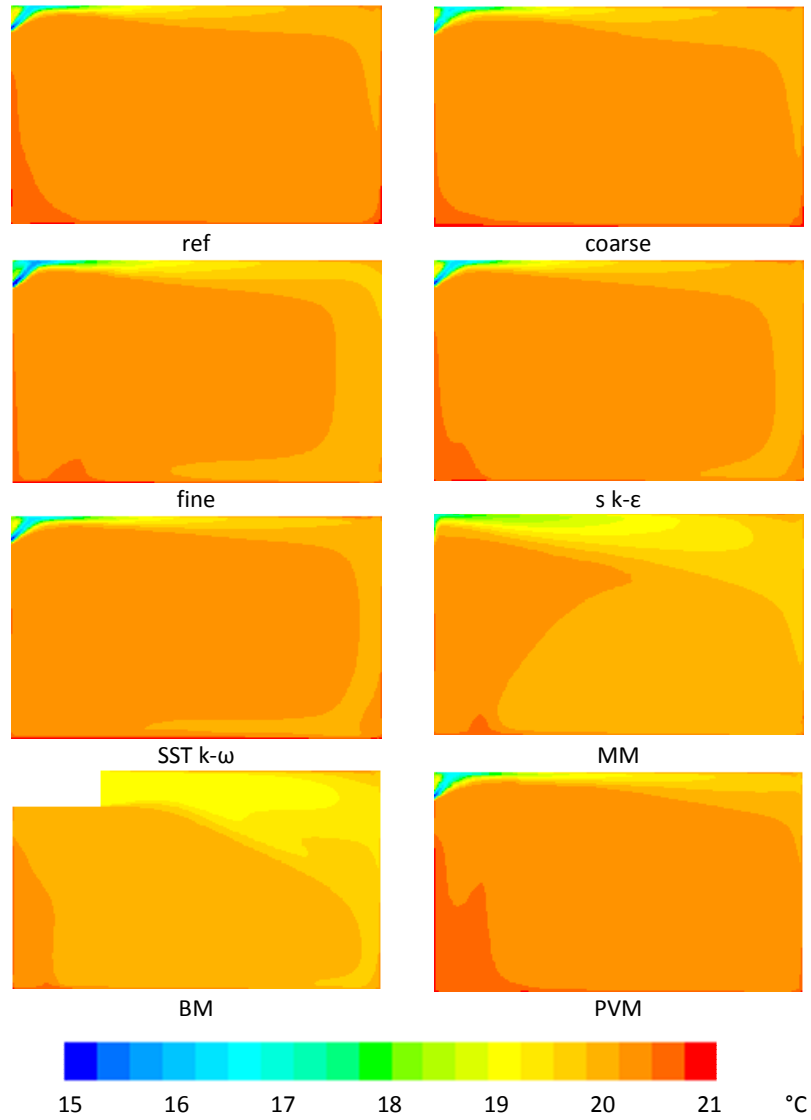 ref
coarse
fine
s k-ε
SST k-ω
MM
BM
PVM
15 16 17 18 19 20 21 °C